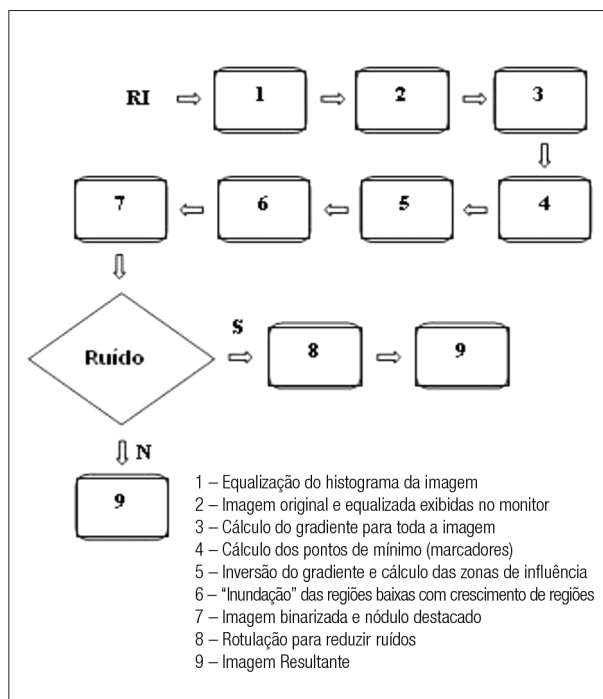 RI 1 2 3
7 6 5 4
S
Ruído 8 9
N
9
1 – Equalização do histograma da imagem
2 – Imagem original e equalizada exibidas no monitor
3 – Cálculo do gradiente para toda a imagem
4 – Cálculo dos pontos de mínimo (marcadores)
5 – Inversão do gradiente e cálculo das zonas de influência
6 – “Inundação” das regiões baixas com crescimento de regiões
7 – Imagem binarizada e nódulo destacado
8 – Rotulação para reduzir ruídos
9 – Imagem Resultante